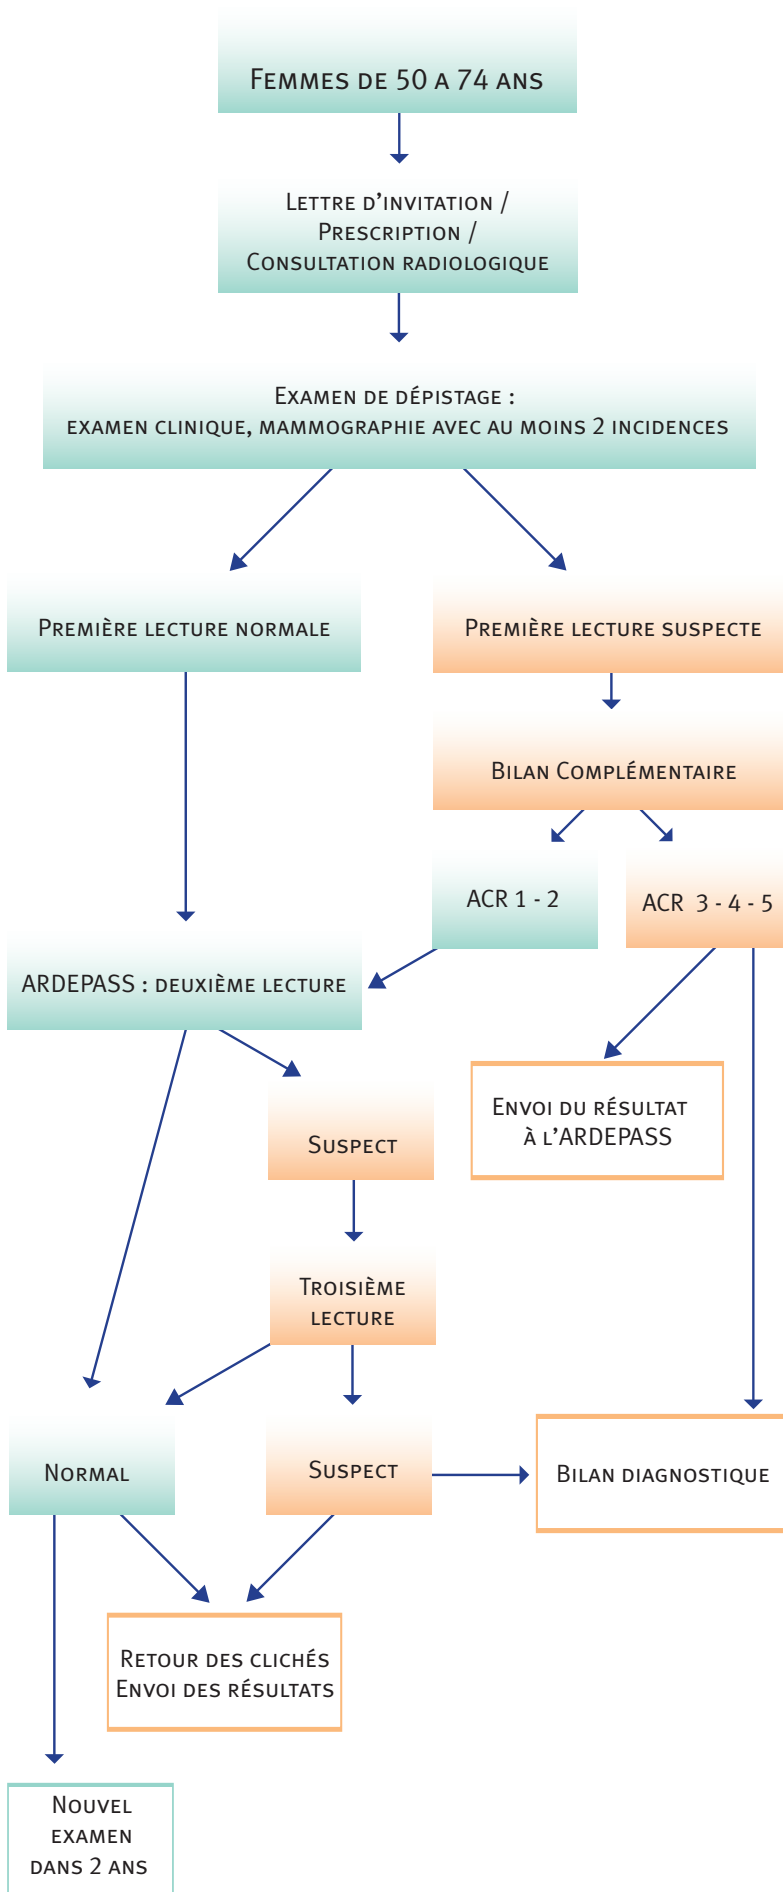 Femmes de 50 a 74 ans
Lettre d'invitation /
Prescription /
Consultation radiologique
Examen de dépistage :
examen clinique, mammographie avec au moins 2 incidences
Première lecture normale
Première lecture suspecte
Bilan Complémentaire
ACR 1 - 2
ACR 3 - 4 - 5
ARDEPASS : deuxième lecture
Envoi du résultat
à l'ARDEPASS
Suspect
Troisième
lecture
Normal
Suspect
Bilan diagnostique
Retour des clichés
Envoi des résultats
Nouvel
examen
dans 2 ans